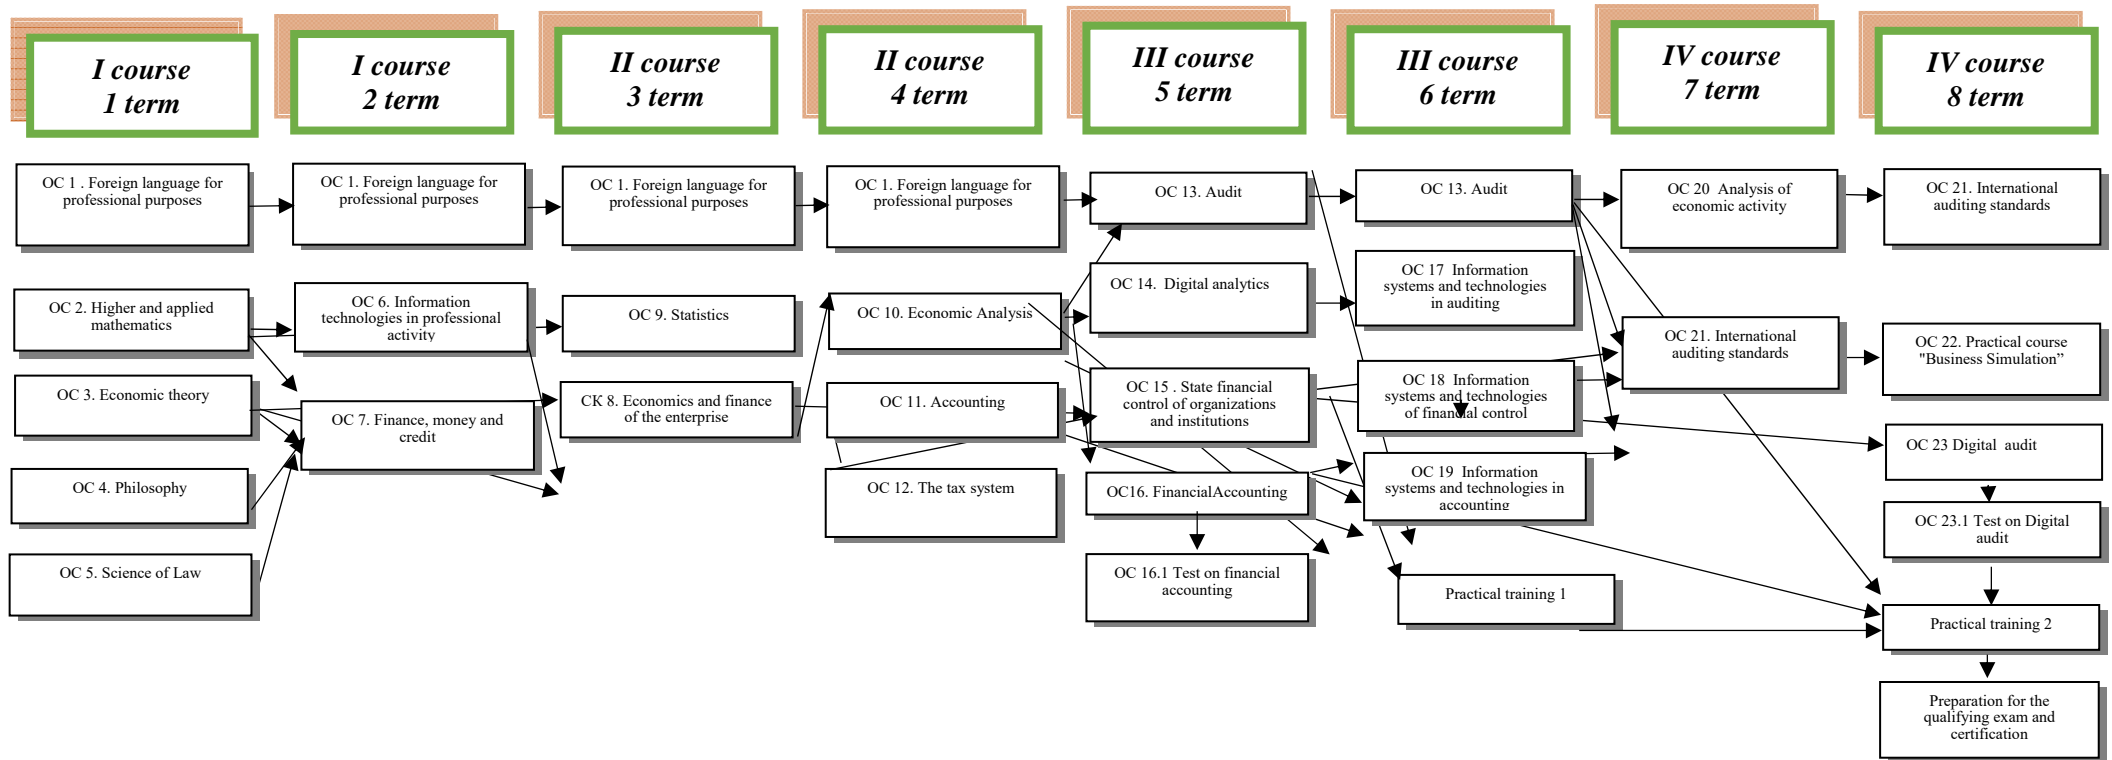 I course
1 term
I course
2 term
II course
3 term
II course
4 term
III course
5 term
III course
6 term
IV course
7 term
IV course
8 term
OC 1 . Foreign language for
professional purposes
OC 2. Higher and applied
mathematics
OC 3. Economic theory
OC 4. Philosophy
OC 5. Science of Law
OC 1. Foreign language for
professional purposes
OC 6. Information
technologies in professional
activity
OC 7. Finance, money and
credit
OC 1. Foreign language for
professional purposes
OC 9. Statistics
CK 8. Economics and finance
of the enterprise
OC 1. Foreign language for
professional purposes
OC 10. Economic Analysis
OC 11. Accounting
OC 12. The tax system
OC 13. Audit
OC 14.  Digital analytics
OC 15 . State financial
control of organizations
and institutions
OC16. FinancialAccounting
OC 16.1 Test on financial
accounting
OC 13. Audit
OC 17  Information
systems and technologies
in auditing
OC 18  Information
systems and technologies
of financial control
OC 19  Information
systems and technologies in
accounting
Practical training 1
OC 20  Analysis of
economic activity
OC 21. International
auditing standards
OC 21. International
auditing standards
OC 22. Practical course
"Business Simulation”
OC 23 Digital  audit
OC 23.1 Test on Digital
audit
Practical training 2
Preparation for the
qualifying exam and
certification